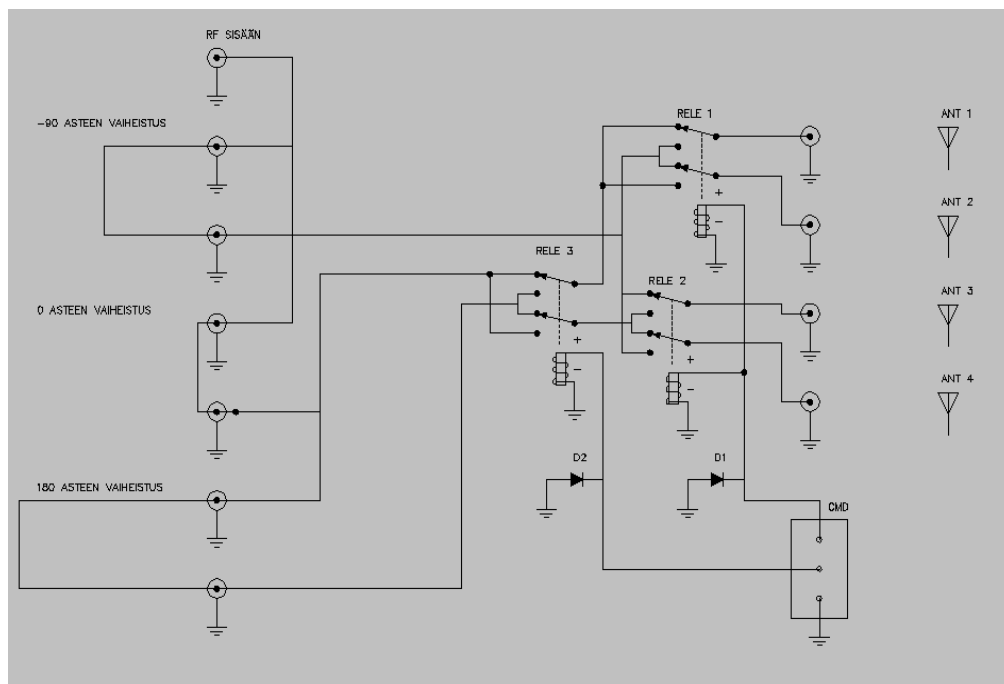 RF SISÄÄN
-90 ASTEEN VAIHEISTUS
RELE 1
ANT 1
+
-
ANT 2
RELE 3
RELE 2
ANT 3
0 ASTEEN VAIHEISTUS
+
-
+
-
ANT 4
D2
D1
180 ASTEEN VAIHEISTUS
CMD